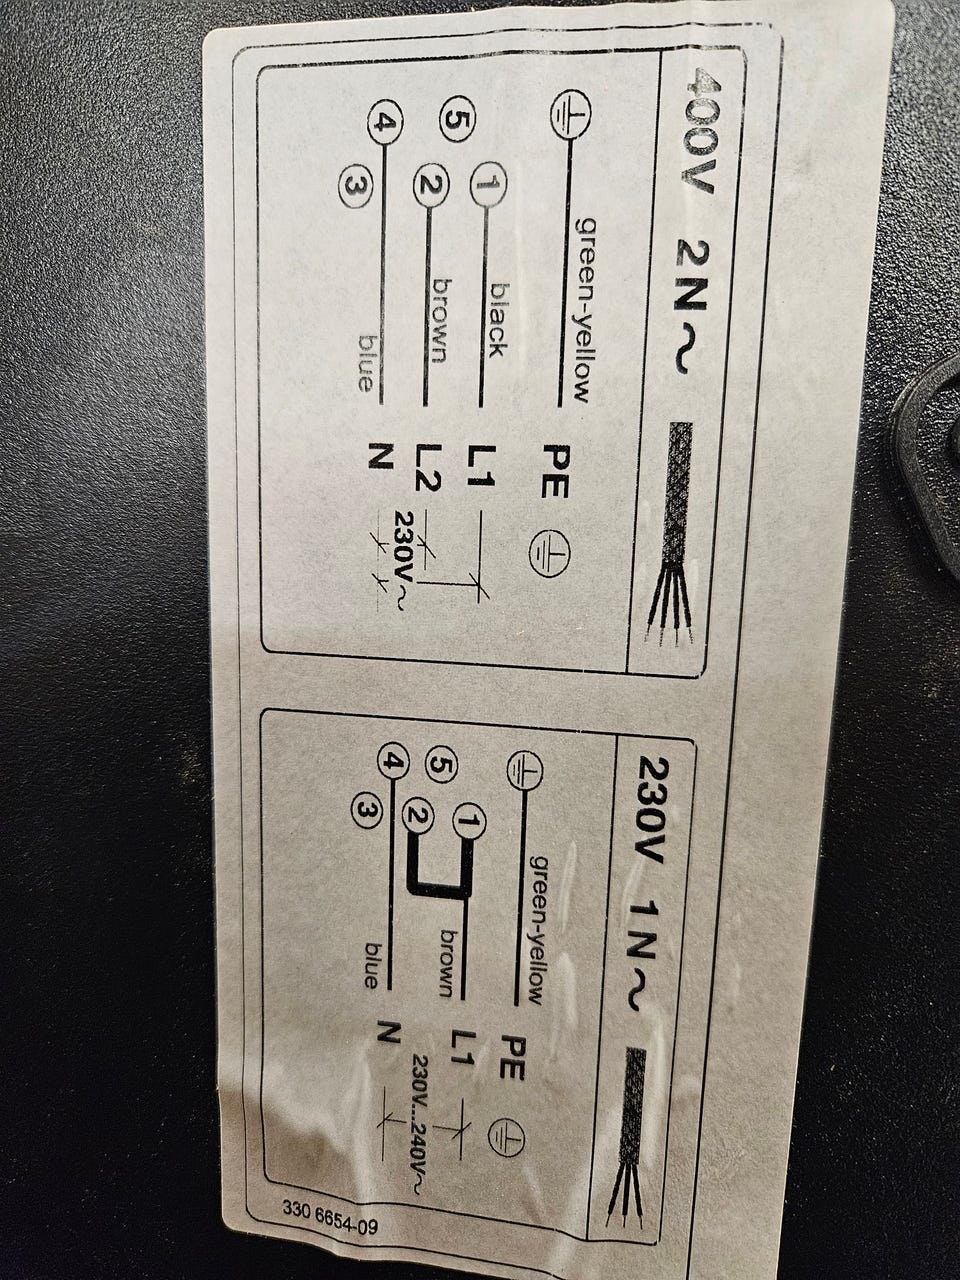 400V 2N~
green-yellow
PE
1
black
L1
5
2
brown
L2
230V~
4
blue
N
3
230V 1N~
green-yellow
PE
1
brown
L1
5
2
230V...240V~
4
blue
N
3
330 6654-09